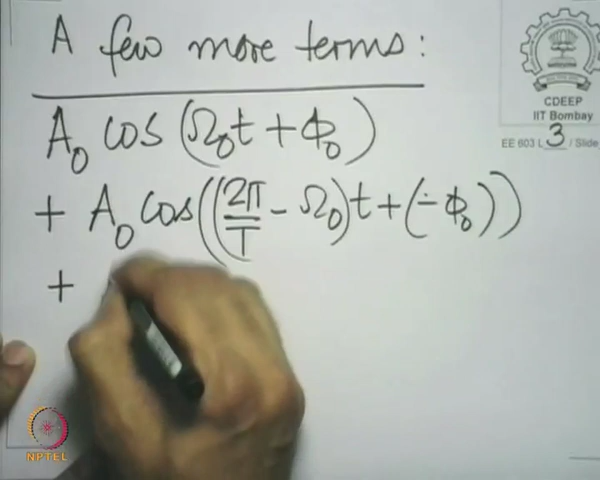 A few more terms:
CDEEP
IIT Bombay
EE 603 L 3 / Slide
A₀ cos (Ω₀t + Φ₀)
+ A₀ cos((2π/T - Ω₀)t + (-Φ₀))
+
NPTEL